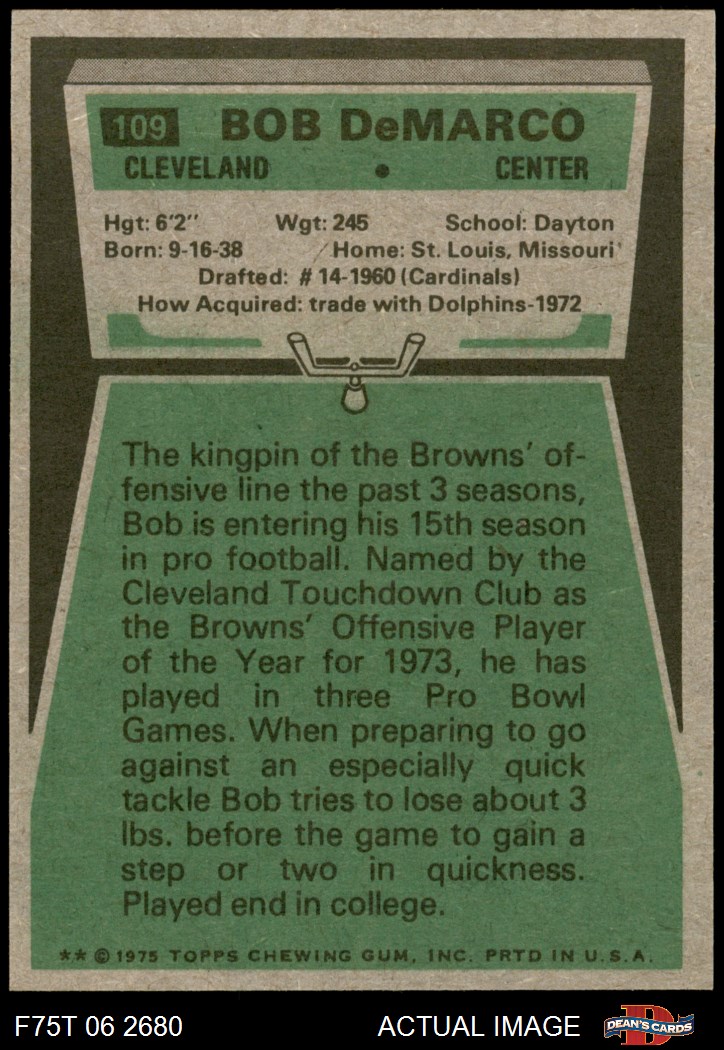 109 BOB DeMARCO
CLEVELAND • CENTER
Hgt: 6'2" Wgt: 245 School: Dayton
Born: 9-16-38 Home: St. Louis, Missouri
Drafted: #14-1960 (Cardinals)
How Acquired: trade with Dolphins-1972
The kingpin of the Browns' of-
fensive line the past 3 seasons,
Bob is entering his 15th season
in pro football. Named by the
Cleveland Touchdown Club as
the Browns' Offensive Player
of the Year for 1973, he has
played in three Pro Bowl
Games. When preparing to go
against an especially quick
tackle Bob tries to lose about 3
lbs. before the game to gain a
step or two in quickness.
Played end in college.
** © 1975 TOPPS CHEWING GUM, INC. PRTD IN U.S.A.
F75T 06 2680 ACTUAL IMAGE D DEAN'S CARDS